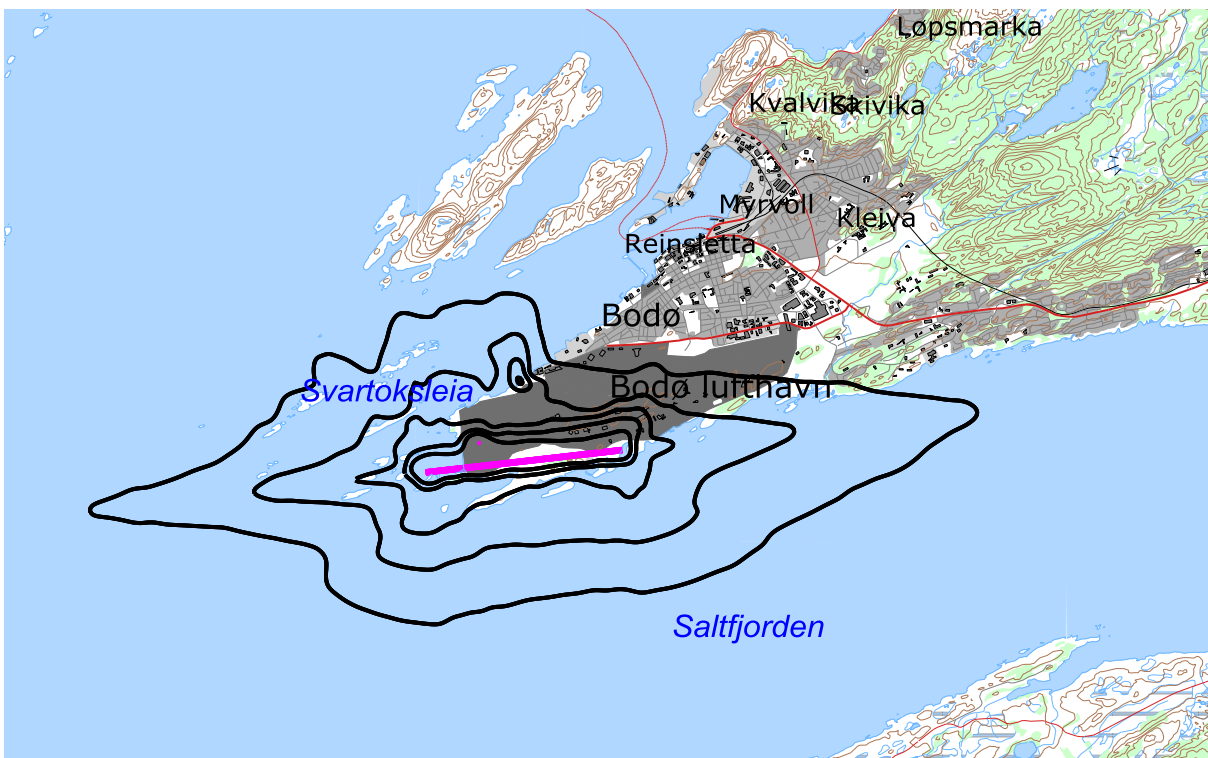 Løpsmarka
Kvalvika
Skivika
Myrvoll
Kleiva
Reinsletta
Bodø
Bodø lufthavn
Svartoksleia
Saltfjorden